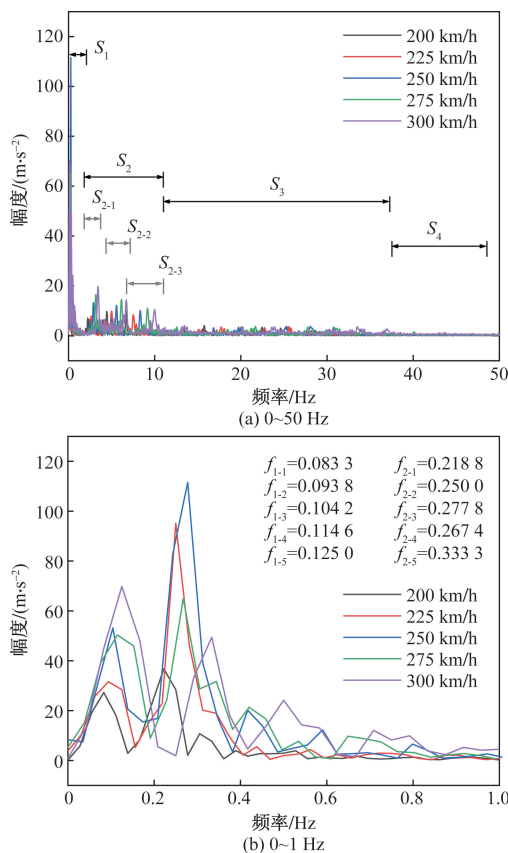 120
100
80
60
40
20
0
幅度/(m·s⁻²)
S₁
S₂
S₂₋₁
S₂₋₂
S₂₋₃
S₃
S₄
200 km/h
225 km/h
250 km/h
275 km/h
300 km/h
0 10 20 30 40 50
频率/Hz
(a) 0~50 Hz
120
100
80
60
40
20
0
幅度/(m·s⁻²)
f₁₋₁=0.083 3 f₂₋₁=0.218 8
f₁₋₂=0.093 8 f₂₋₂=0.250 0
f₁₋₃=0.104 2 f₂₋₃=0.277 8
f₁₋₄=0.114 6 f₂₋₄=0.267 4
f₁₋₅=0.125 0 f₂₋₅=0.333 3
200 km/h
225 km/h
250 km/h
275 km/h
300 km/h
0 0.2 0.4 0.6 0.8 1.0
频率/Hz
(b) 0~1 Hz